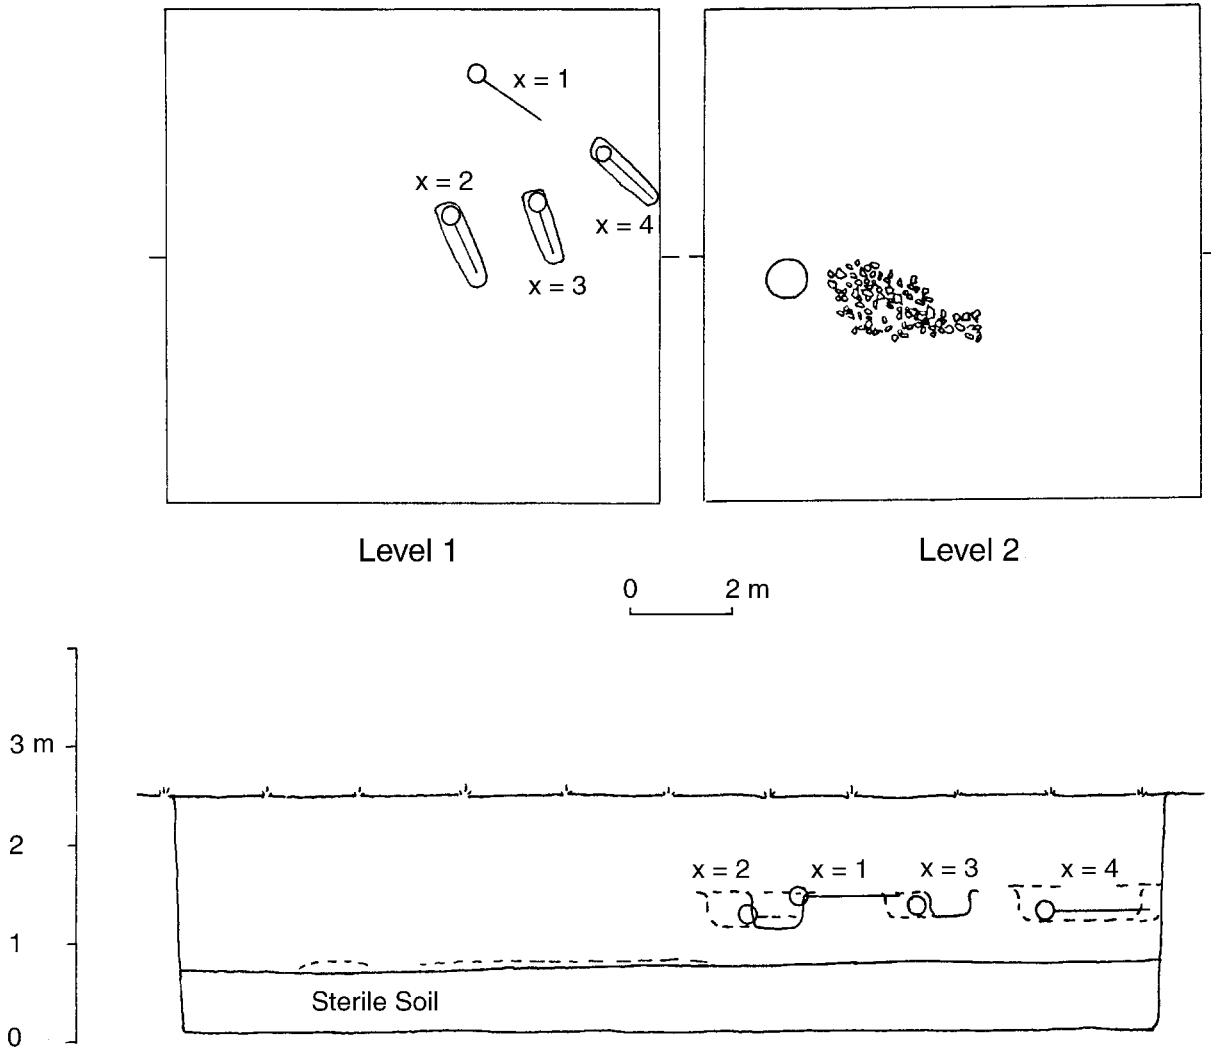 x = 1
x = 2
x = 4
x = 3
Level 1
Level 2
0 2 m
3 m
2
x = 2 x = 1 x = 3 x = 4
1
Sterile Soil
0